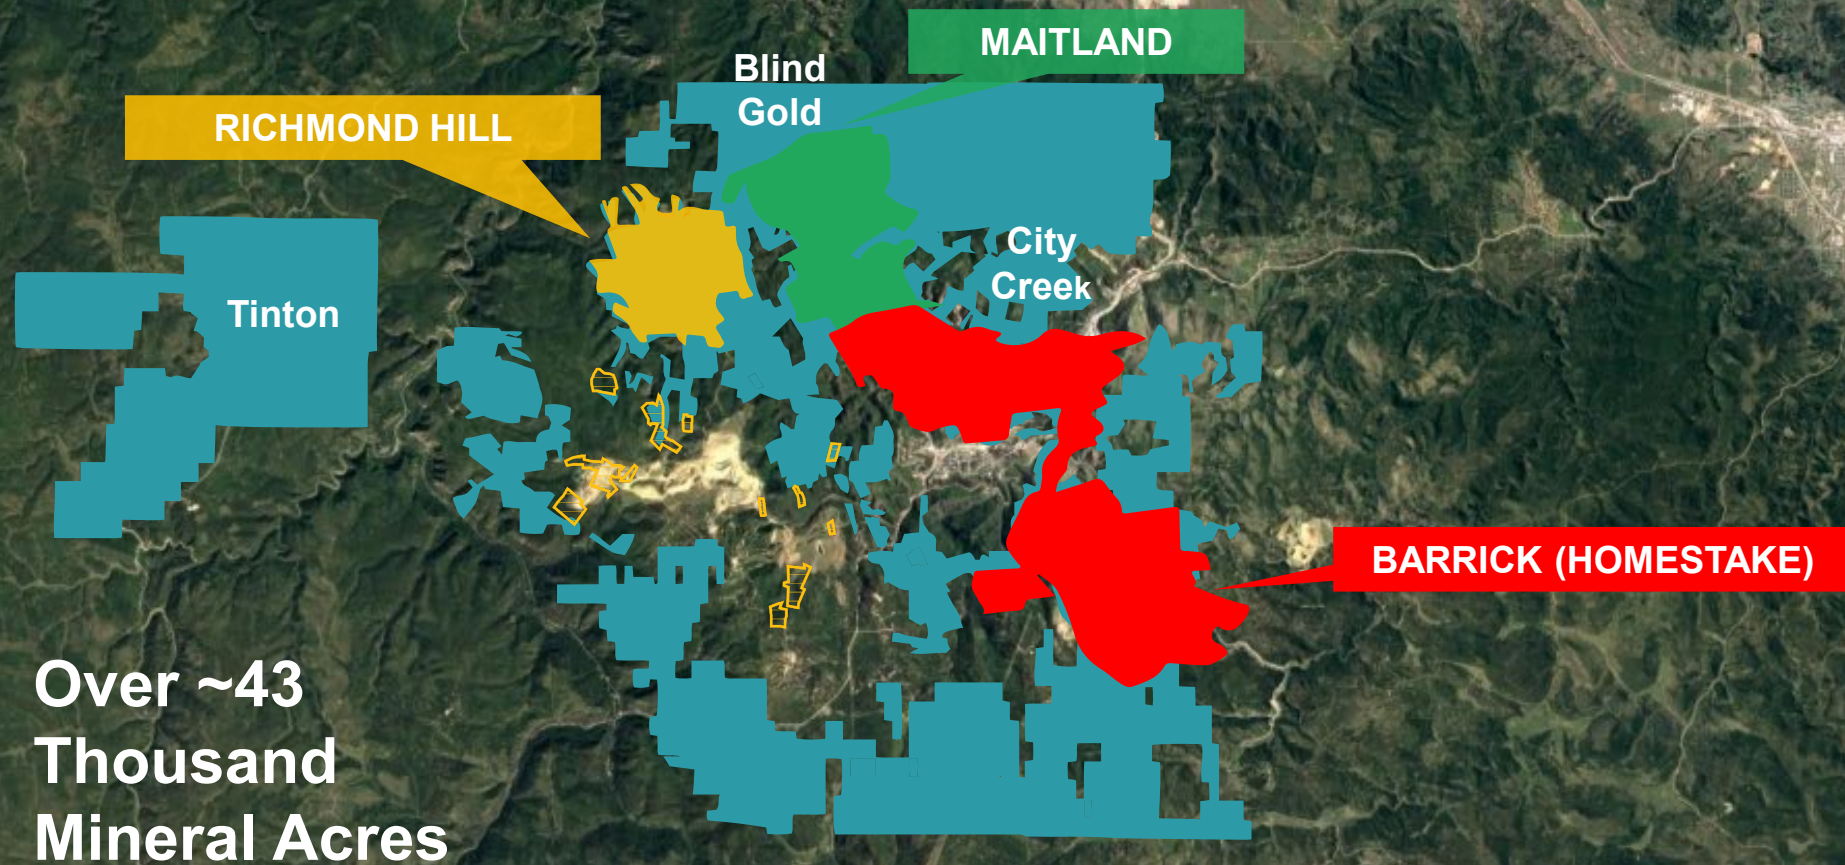 MAITLAND
Blind
Gold
RICHMOND HILL
City
Creek
Tinton
BARRICK (HOMESTAKE)
Over ~43
Thousand
Mineral Acres